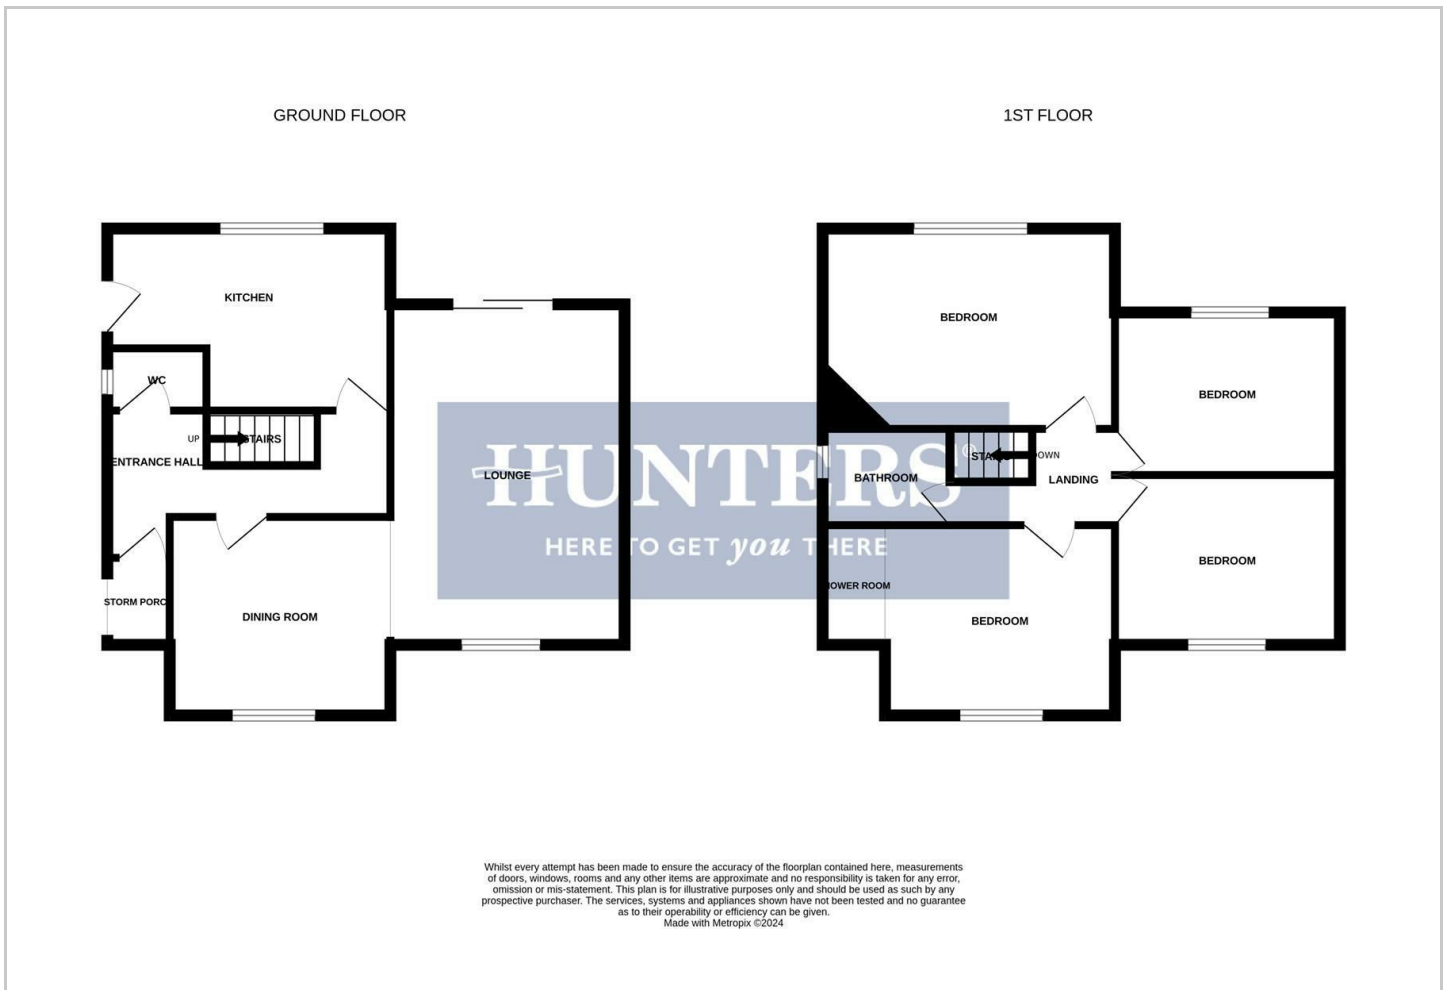 GROUND FLOOR
1ST FLOOR
KITCHEN
WC
UP
STAIRS
ENTRANCE HALL
LOUNGE
STORM PORC
DINING ROOM
BEDROOM
BEDROOM
STAI
DOWN
BATHROOM
LANDING
BEDROOM
HOWER ROOM
BEDROOM
HUNTERS®
HERE TO GET you THERE
Whilst every attempt has been made to ensure the accuracy of the floorplan contained here, measurements
of doors, windows, rooms and any other items are approximate and no responsibility is taken for any error,
omission or mis-statement. This plan is for illustrative purposes only and should be used as such by any
prospective purchaser. The services, systems and appliances shown have not been tested and no guarantee
as to their operability or efficiency can be given.
Made with Metropix ©2024